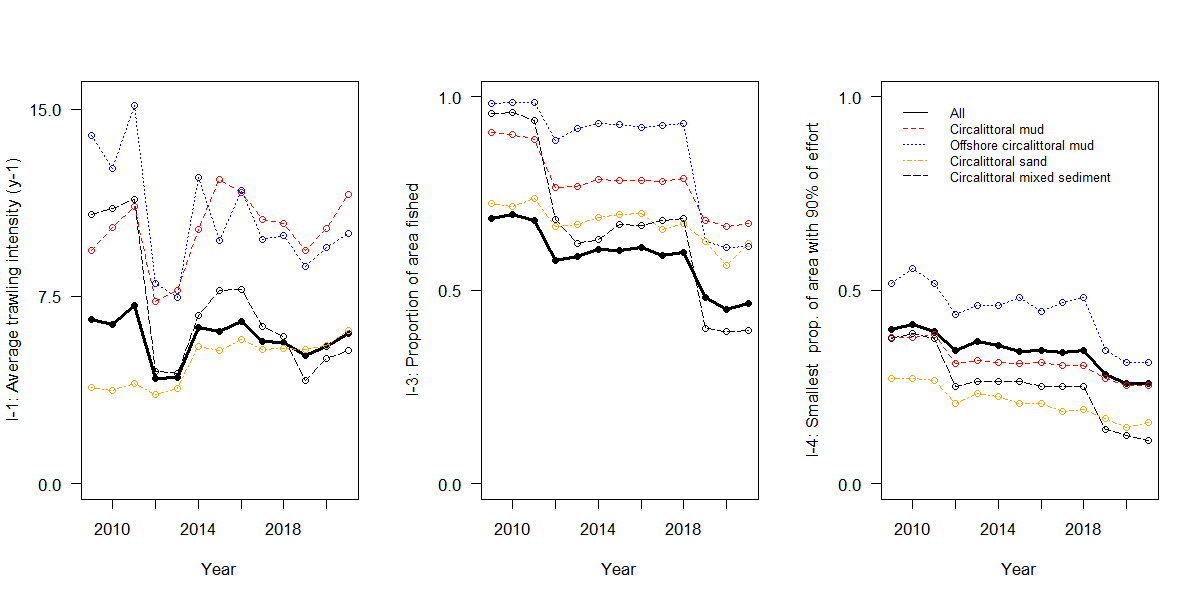 I-1: Average trawling intensity (y-1)
15.0
7.5
0.0
2010 2014 2018
Year
I-3: Proportion of area fished
1.0
0.5
0.0
2010 2014 2018
Year
I-4: Smallest prop. of area with 90% of effort
1.0
0.5
0.0
All
Circalittoral mud
Offshore circalittoral mud
Circalittoral sand
Circalittoral mixed sediment
2010 2014 2018
Year